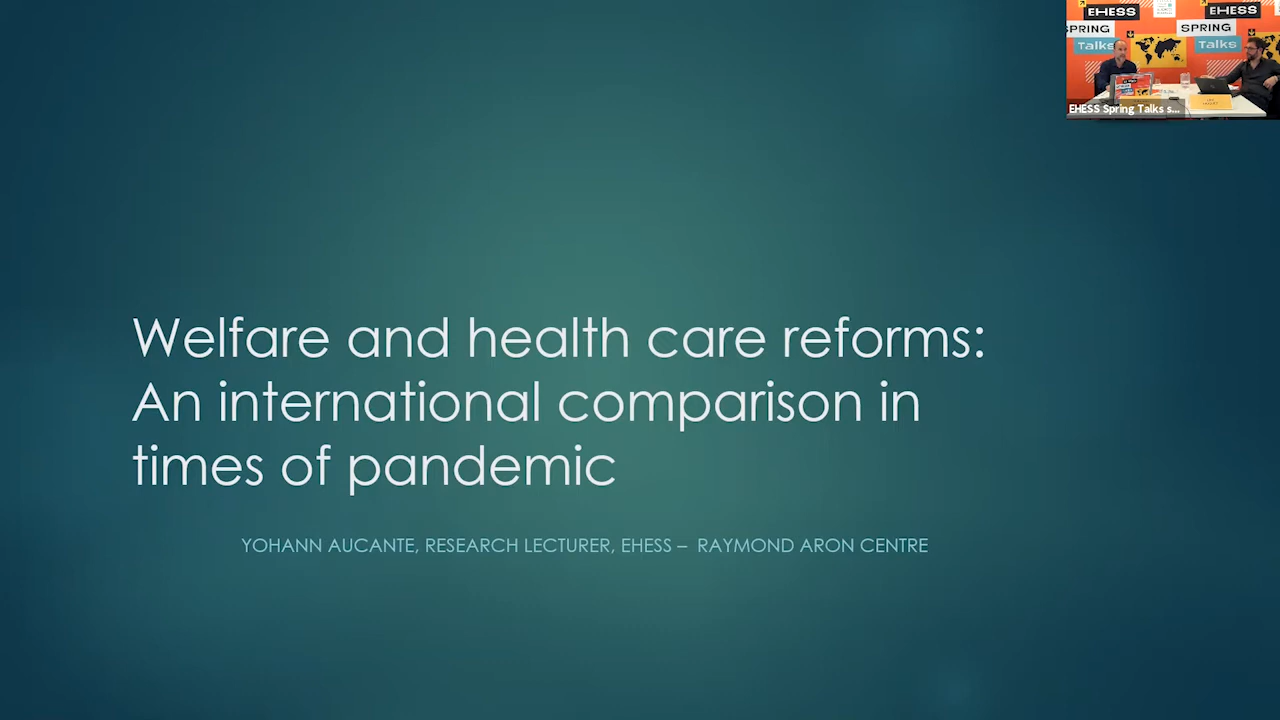 EHESS
EHESS
SPRING
SPRING
Talks
Talks
EHESS Spring Talks s...
Welfare and health care reforms:
An international comparison in
times of pandemic
YOHANN AUCANTE, RESEARCH LECTURER, EHESS – RAYMOND ARON CENTRE